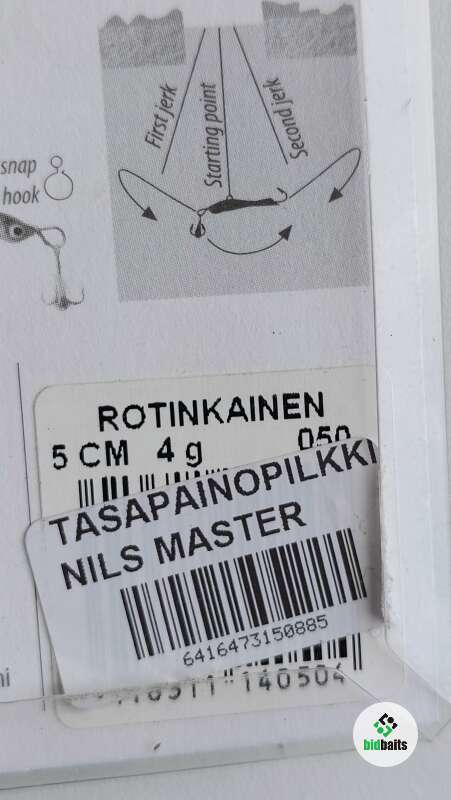 First jerk
Starting point
Second jerk
snap
hook
ROTINKAINEN
5 CM 4 g 050
TASAPAINOPILKKI
NILS MASTER
6416473150885
140504
bidbaits